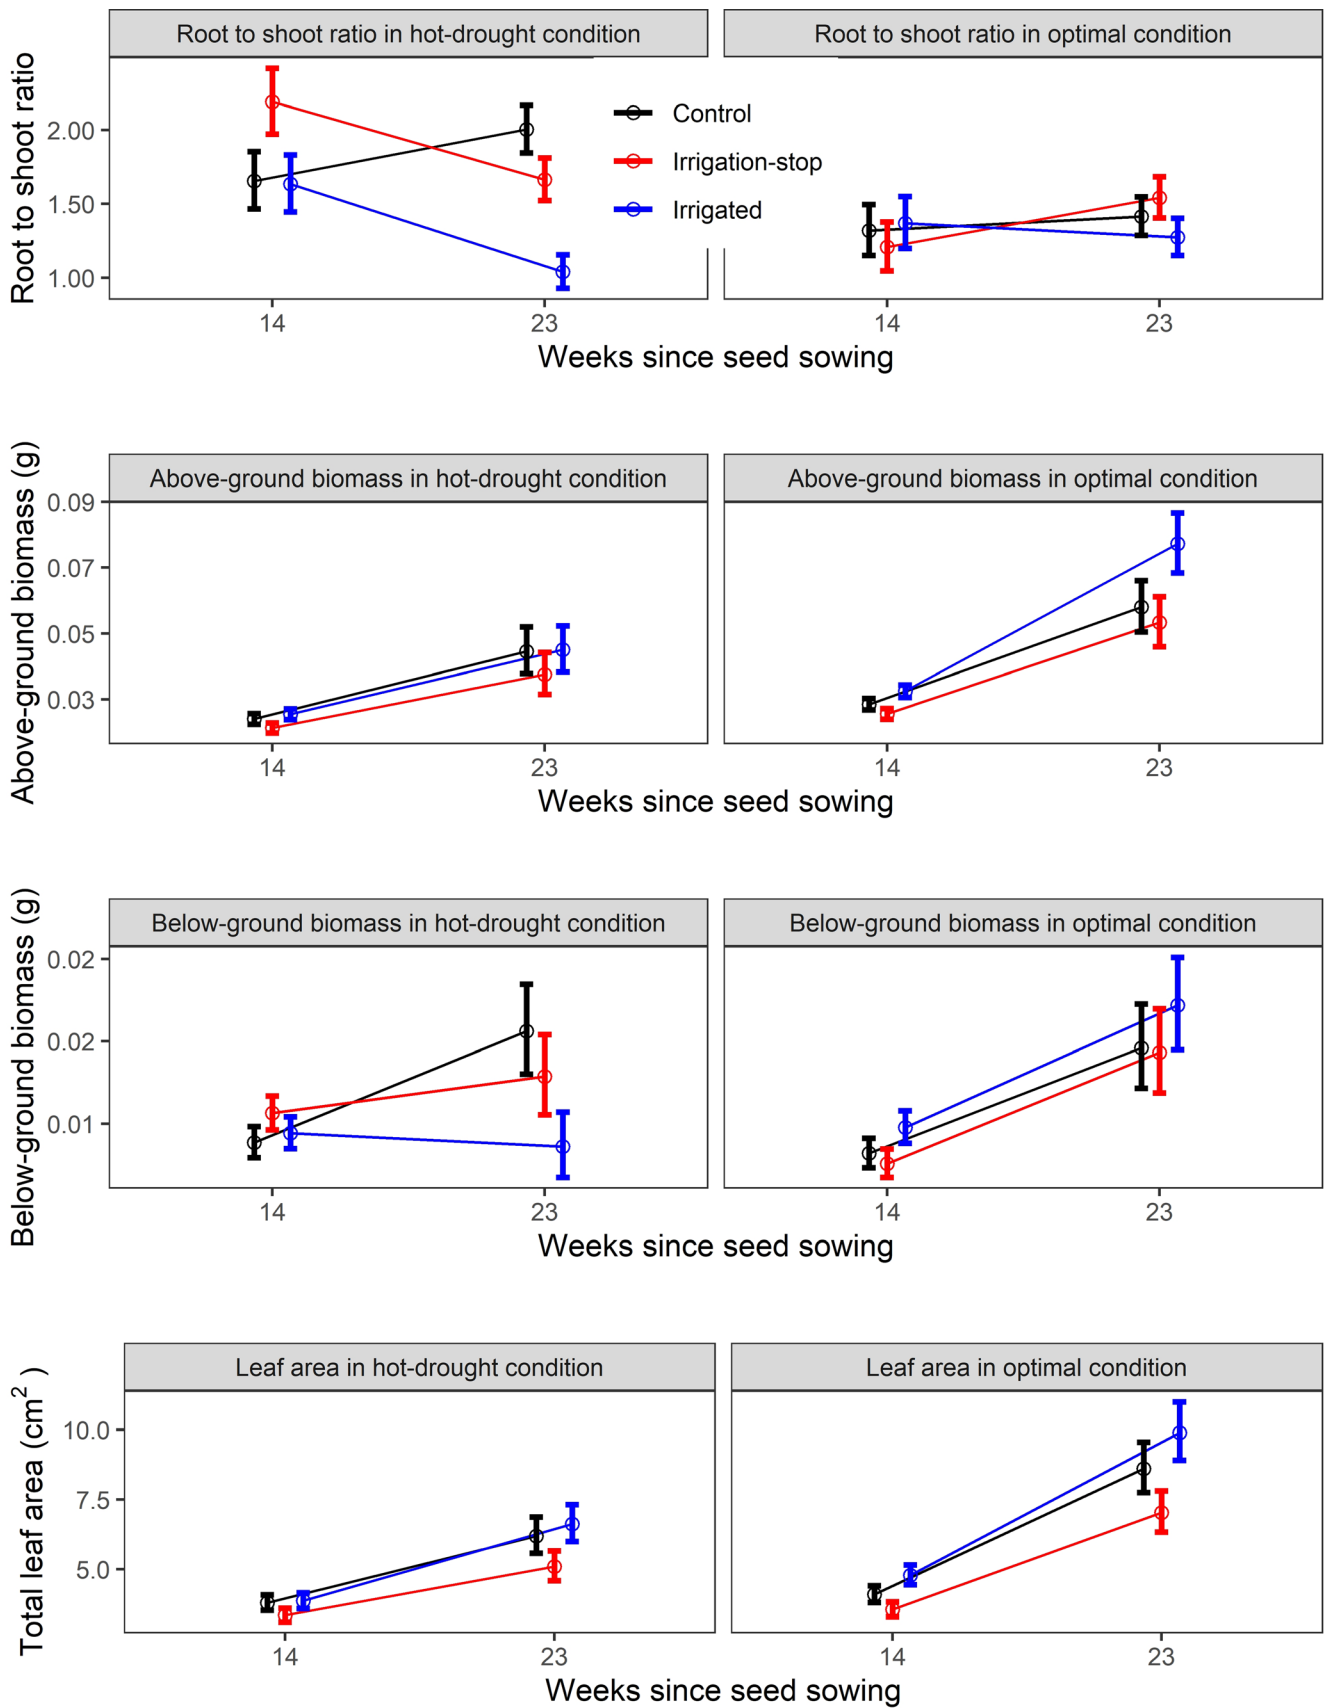 Root to shoot ratio in hot-drought condition
Root to shoot ratio in optimal condition
Root to shoot ratio
2.00
1.50
1.00
Control
Irrigation-stop
Irrigated
14
23
14
23
Weeks since seed sowing
Above-ground biomass in hot-drought condition
Above-ground biomass in optimal condition
Above-ground biomass (g)
0.09
0.07
0.05
0.03
14
23
14
23
Weeks since seed sowing
Below-ground biomass in hot-drought condition
Below-ground biomass in optimal condition
Below-ground biomass (g)
0.02
0.02
0.01
14
23
14
23
Weeks since seed sowing
Leaf area in hot-drought condition
Leaf area in optimal condition
Total leaf area (cm²)
10.0
7.5
5.0
14
23
14
23
Weeks since seed sowing